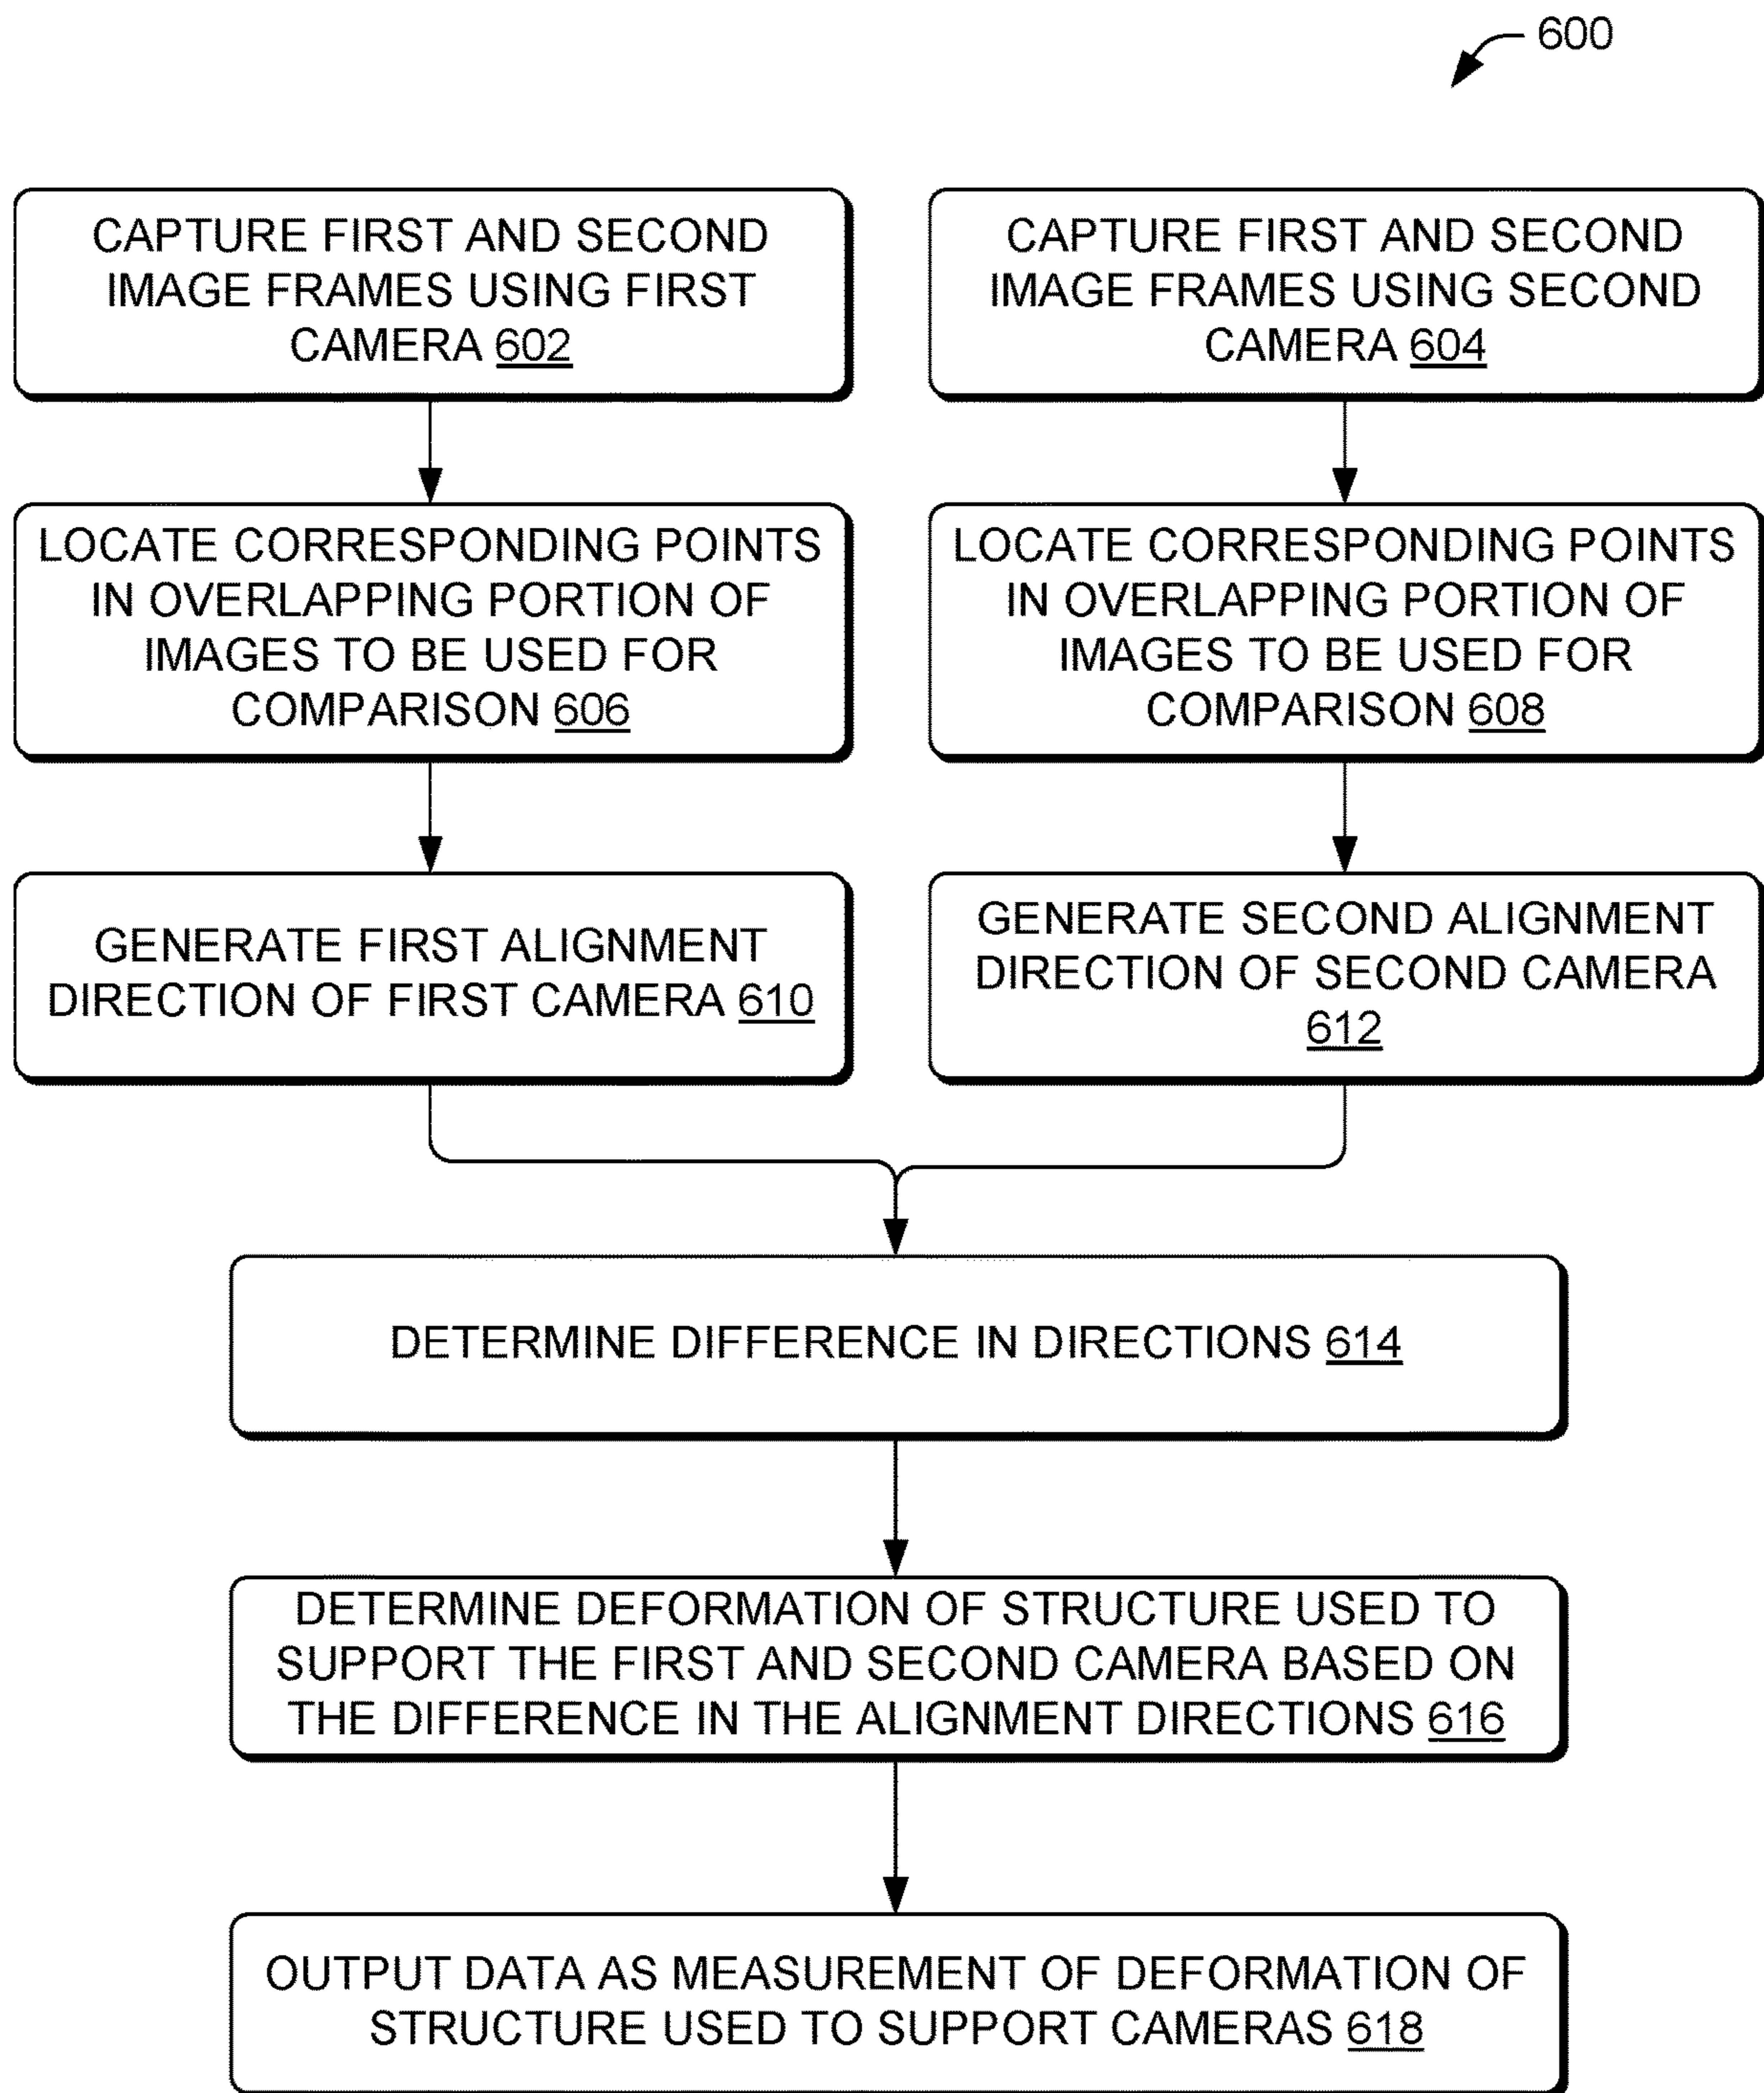 600
CAPTURE FIRST AND SECOND
IMAGE FRAMES USING FIRST
CAMERA 602
CAPTURE FIRST AND SECOND
IMAGE FRAMES USING SECOND
CAMERA 604
LOCATE CORRESPONDING POINTS
IN OVERLAPPING PORTION OF
IMAGES TO BE USED FOR
COMPARISON 606
LOCATE CORRESPONDING POINTS
IN OVERLAPPING PORTION OF
IMAGES TO BE USED FOR
COMPARISON 608
GENERATE FIRST ALIGNMENT
DIRECTION OF FIRST CAMERA 610
GENERATE SECOND ALIGNMENT
DIRECTION OF SECOND CAMERA
612
DETERMINE DIFFERENCE IN DIRECTIONS 614
DETERMINE DEFORMATION OF STRUCTURE USED TO
SUPPORT THE FIRST AND SECOND CAMERA BASED ON
THE DIFFERENCE IN THE ALIGNMENT DIRECTIONS 616
OUTPUT DATA AS MEASUREMENT OF DEFORMATION OF
STRUCTURE USED TO SUPPORT CAMERAS 618